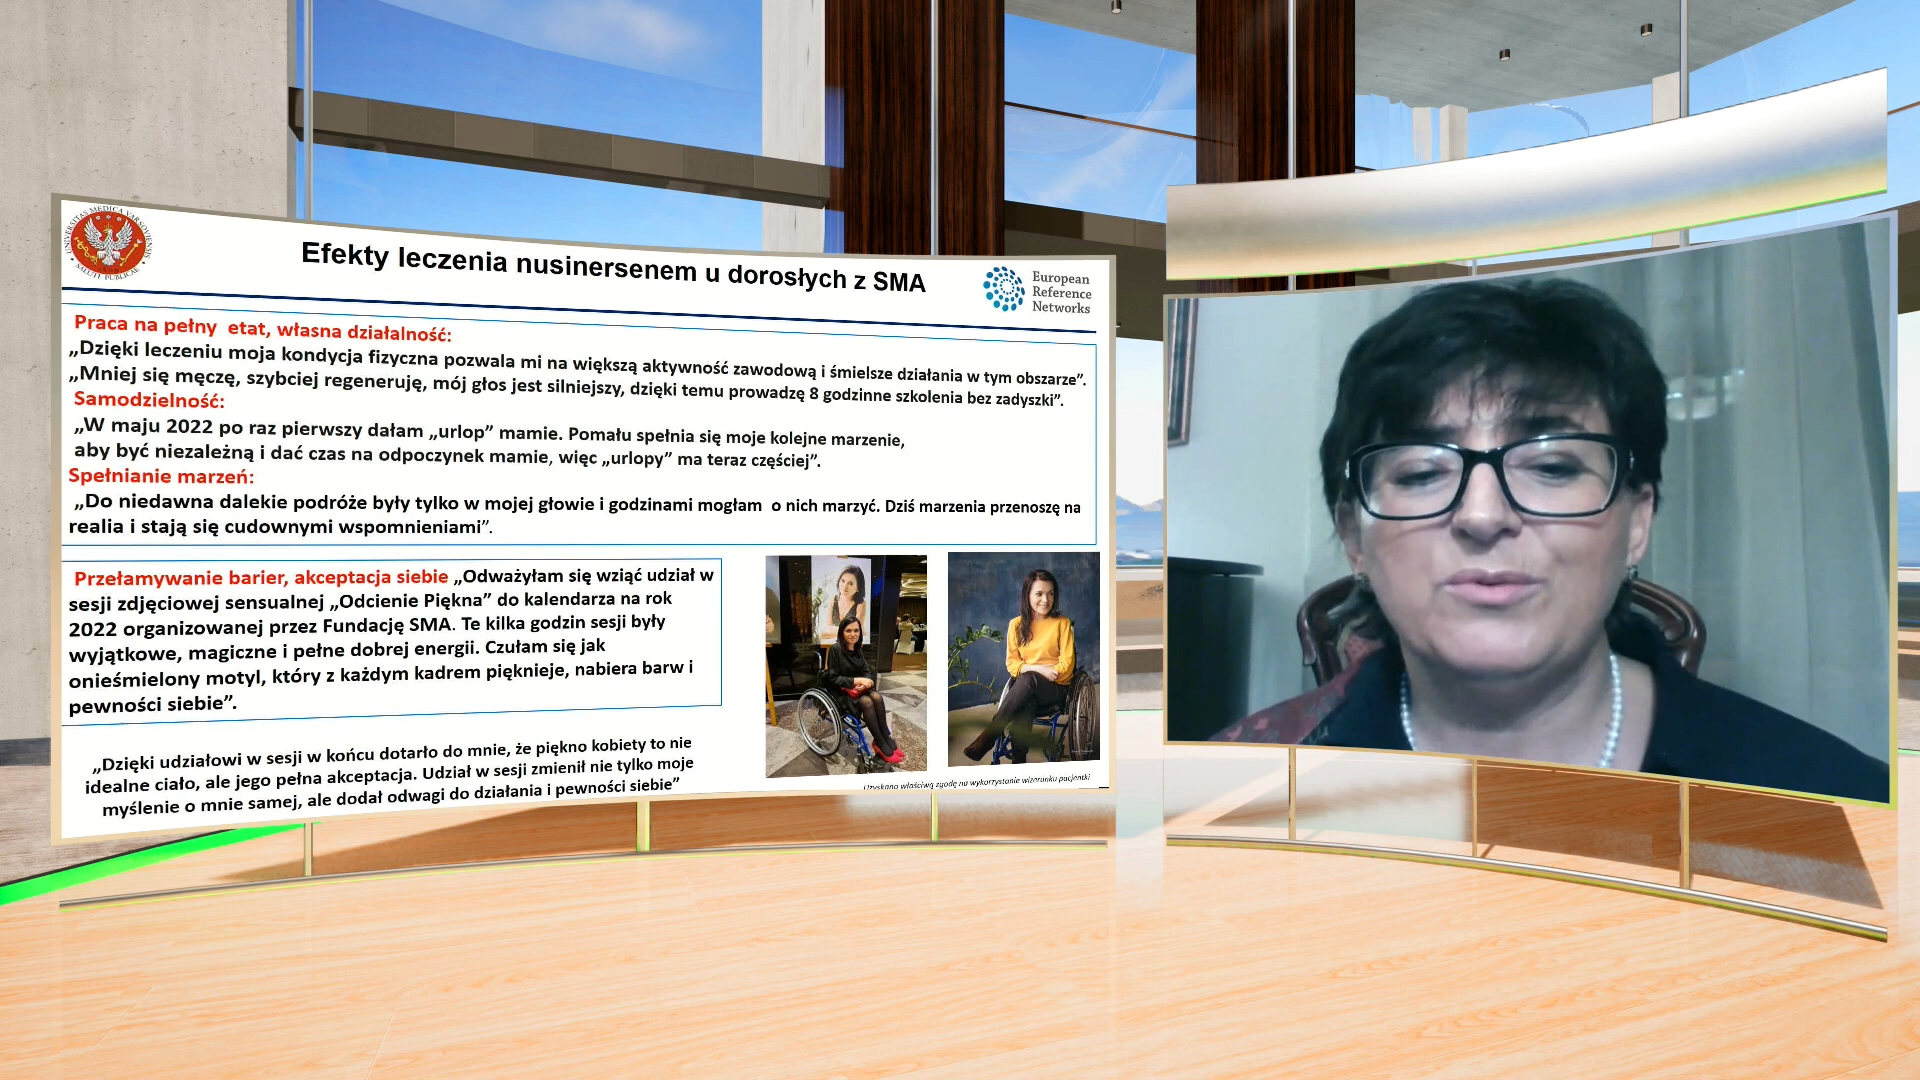 UNIVERSITAS MEDICA VARSOVIENSIS
SALUTI PUBLICAE
Efekty leczenia nusinersenem u dorosłych z SMA
European
Reference
Networks
Praca na pełny etat, własna działalność:
„Dzięki leczeniu moja kondycja fizyczna pozwala mi na większą aktywność zawodową i śmielsze działania w tym obszarze”.
„Mniej się męczę, szybciej regeneruję, mój głos jest silniejszy, dzięki temu prowadzę 8 godzinne szkolenia bez zadyszki”.
Samodzielność:
„W maju 2022 po raz pierwszy dałam „urlop” mamie. Pomału spełnia się moje kolejne marzenie,
aby być niezależną i dać czas na odpoczynek mamie, więc „urlopy” ma teraz częściej”.
Spełnianie marzeń:
„Do niedawna dalekie podróże były tylko w mojej głowie i godzinami mogłam o nich marzyć. Dziś marzenia przenoszę na
realia i stają się cudownymi wspomnieniami”.
Przełamywanie barier, akceptacja siebie „Odważyłam się wziąć udział w
sesji zdjęciowej sensualnej „Odcienie Piękna” do kalendarza na rok
2022 organizowanej przez Fundację SMA. Te kilka godzin sesji były
wyjątkowe, magiczne i pełne dobrej energii. Czułam się jak
onieśmielony motyl, który z każdym kadrem pięknieje, nabiera barw i
pewności siebie”.
„Dzięki udziałowi w sesji w końcu dotarło do mnie, że piękno kobiety to nie
idealne ciało, ale jego pełna akceptacja. Udział w sesji zmienił nie tylko moje
myślenie o mnie samej, ale dodał odwagi do działania i pewności siebie”
Uzyskano właściwą zgodę na wykorzystanie wizerunku pacjentki